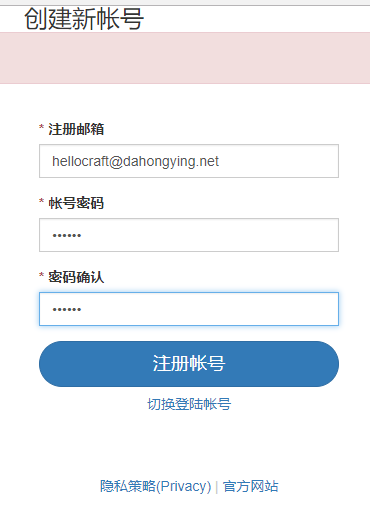 创建新帐号
* 注册邮箱
hellocraft@dahongying.net
* 帐号密码
••••••
* 密码确认
••••••
注册帐号
切换登陆帐号
隐私策略(Privacy) | 官方网站